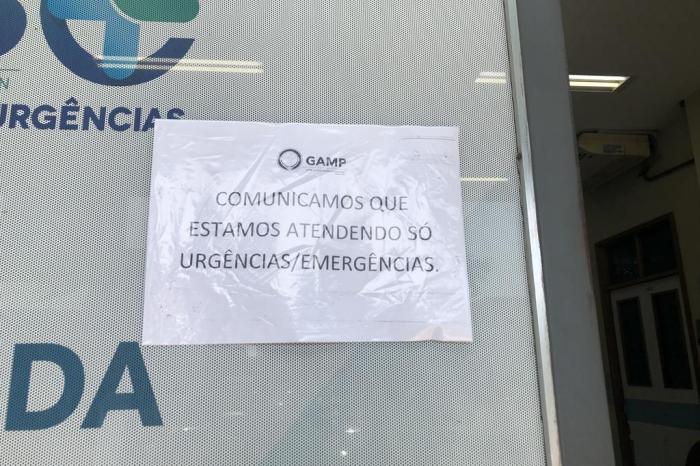 N
URGÊNCIAS
GAMP
COMUNICAMOS QUE
ESTAMOS ATENDENDO SÓ
URGÊNCIAS/EMERGÊNCIAS.
DA